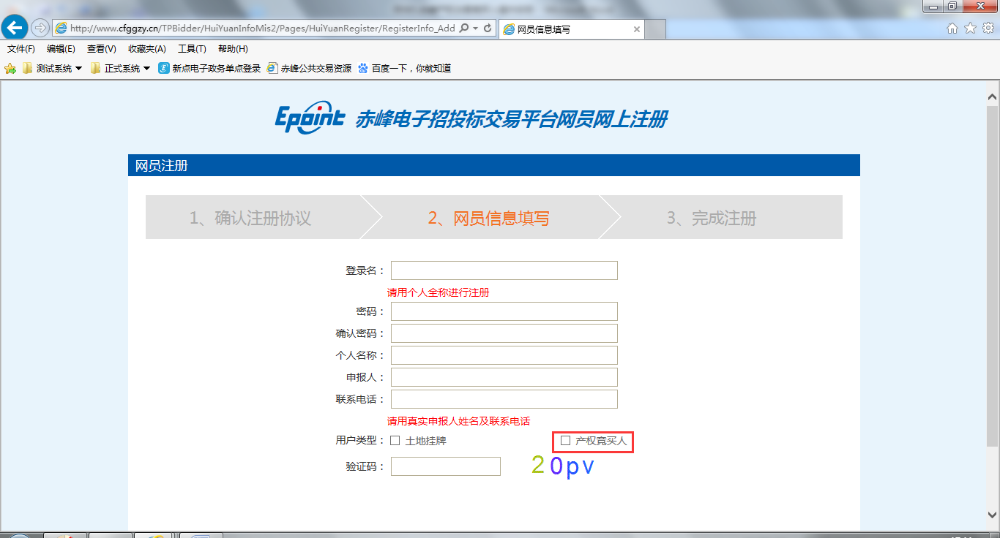 http://www.cfggzy.cn/TPBidder/HuiYuanInfoMis2/Pages/HuiYuanRegister/RegisterInfo_Add
网员信息填写
文件(F) 编辑(E) 查看(V) 收藏夹(A) 工具(T) 帮助(H)
测试系统 正式系统 新点电子政务单点登录 赤峰公共交易资源 百度一下，你就知道
Epoint 赤峰电子招投标交易平台网员网上注册
网员注册
1、确认注册协议 2、网员信息填写 3、完成注册
登录名：
请用个人全称进行注册
密码：
确认密码：
个人名称：
申报人：
联系电话：
请用真实申报人姓名及联系电话
用户类型： 土地挂牌 产权竞买人
验证码： 20pv